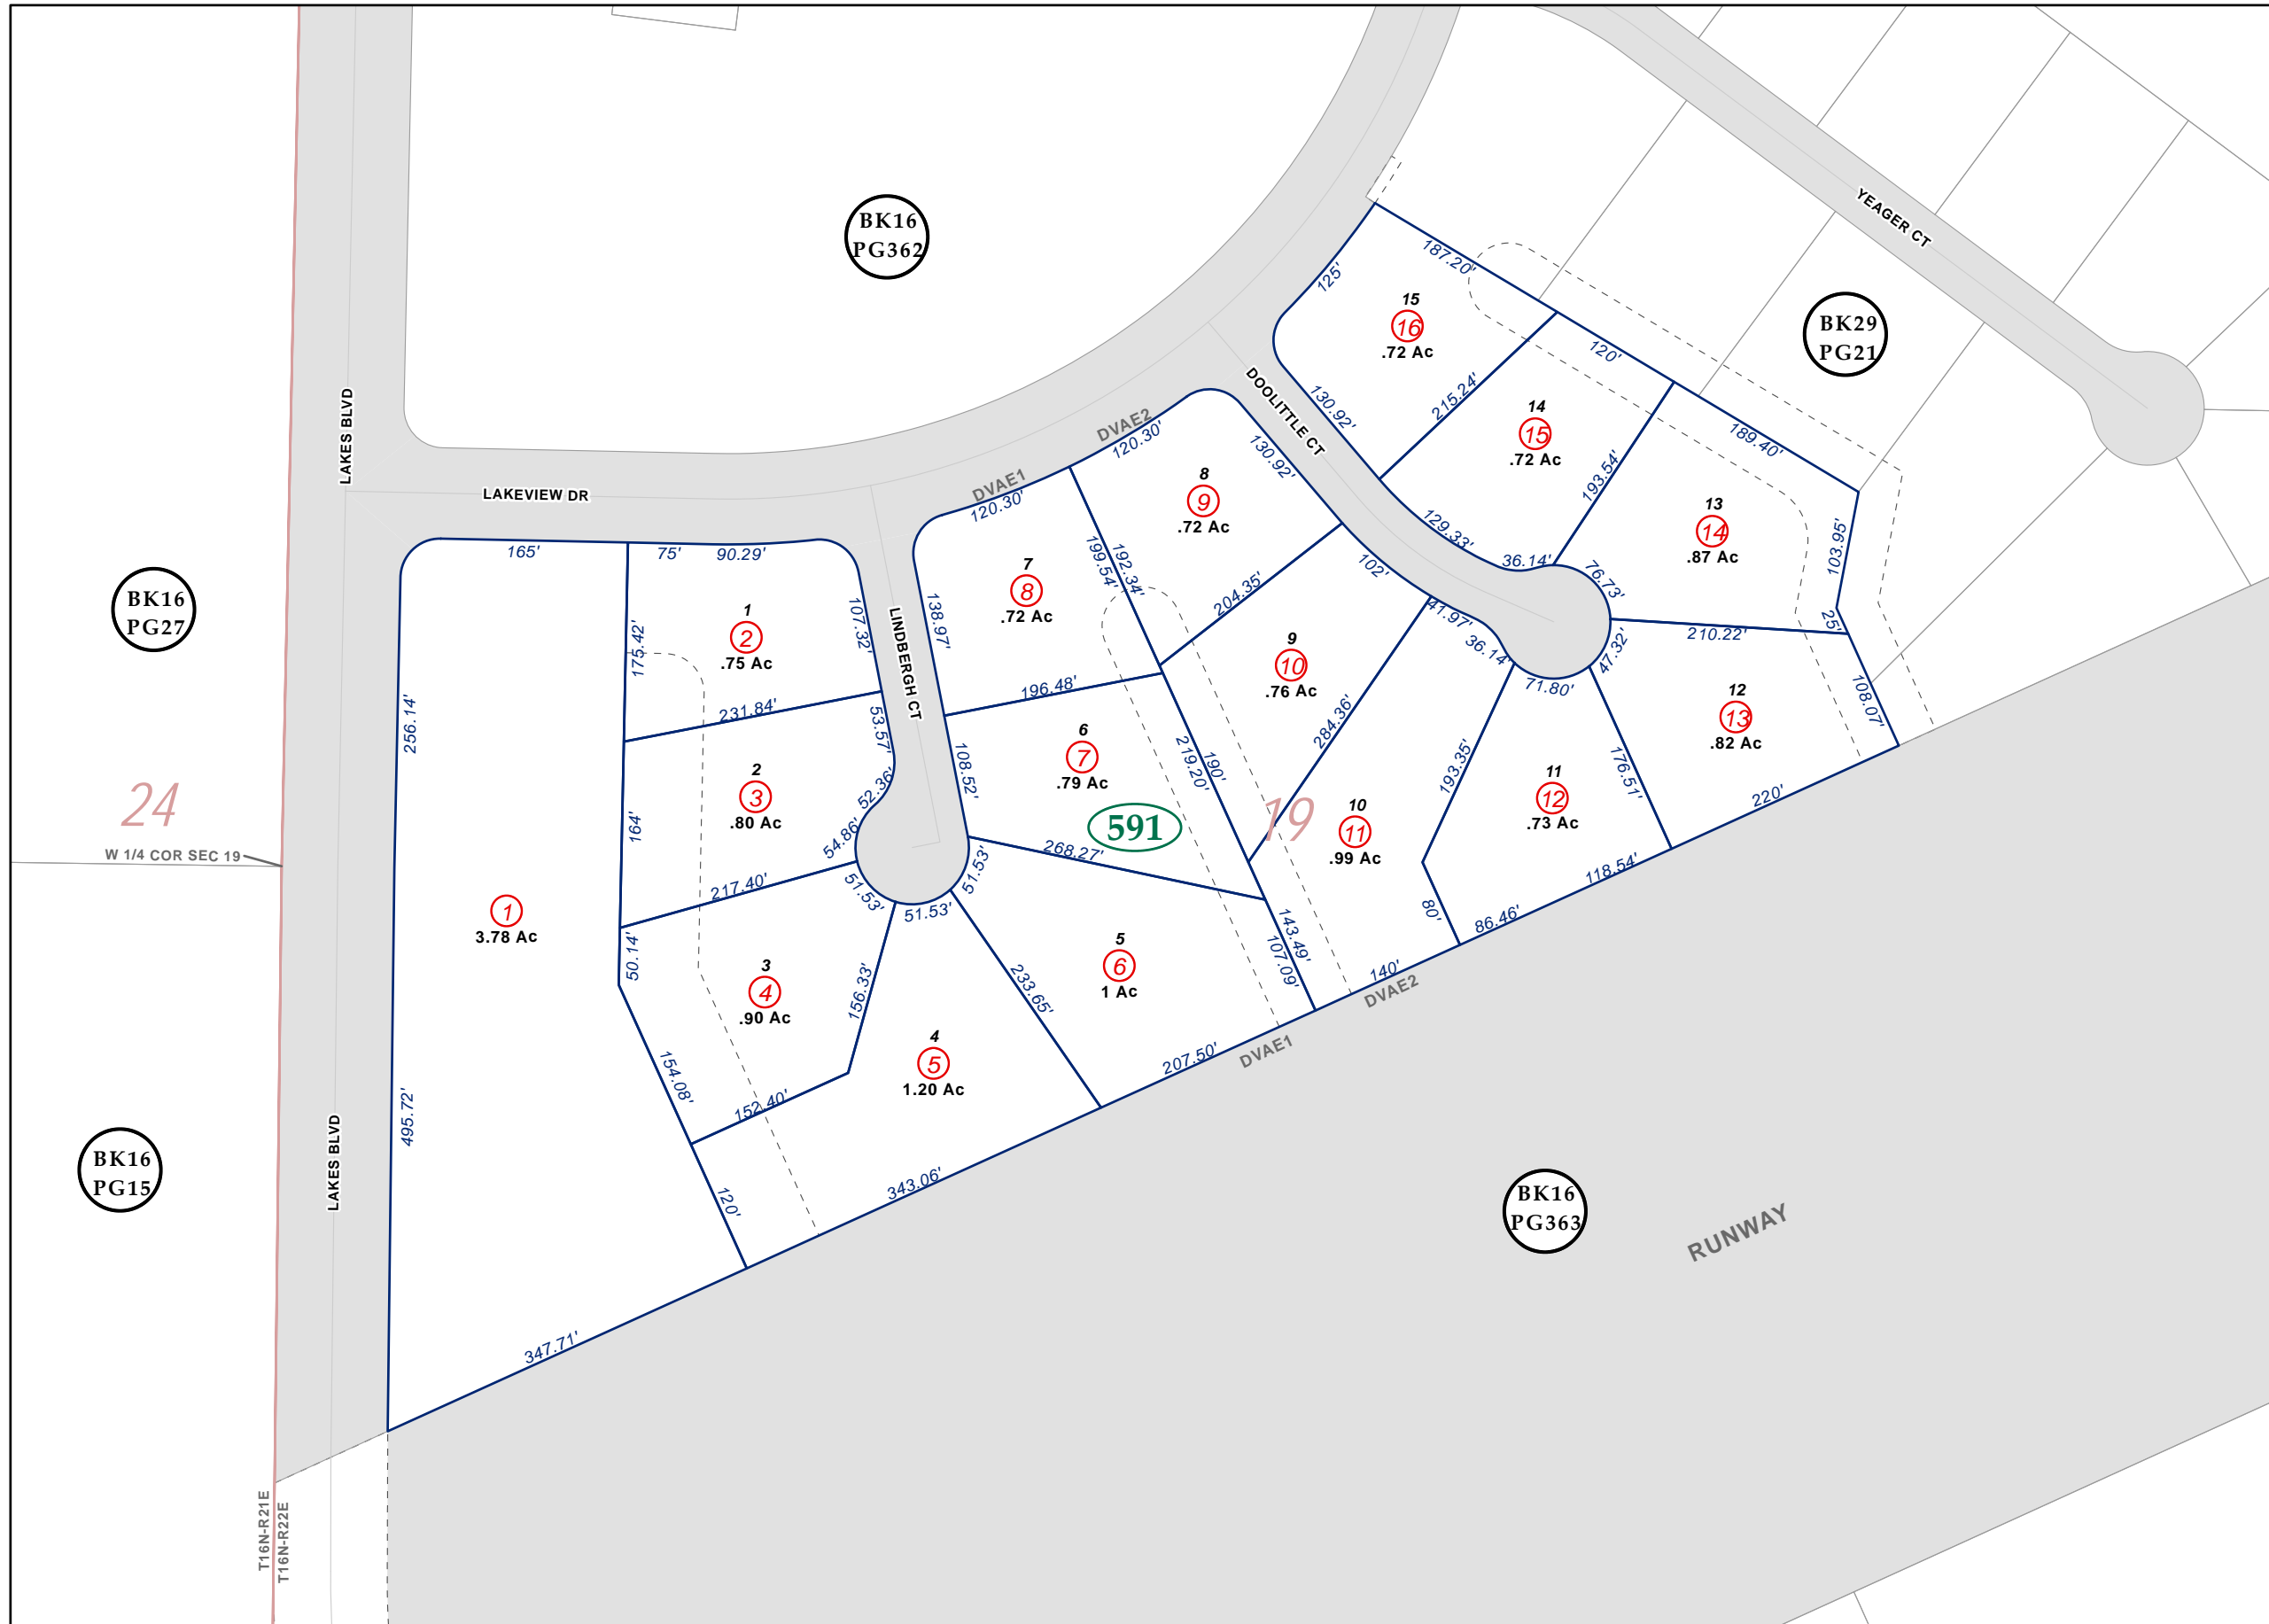 BK16
PG362
YEAGER CT
BK29
PG21
187.20'
125'
15
16
.72 Ac
120'
215.24'
14
15
.72 Ac
189.40'
193.54'
130.92'
DOOLITTLE CT
13
14
.87 Ac
103.95'
25'
LAKES BLVD
LAKEVIEW DR
DVAE1
120.30'
DVAE2
120.30'
130.92'
8
9
.72 Ac
129.33'
36.14'
76.73'
102'
165'
75'
90.29'
7
8
.72 Ac
199.54'
192.34'
204.35'
BK16
PG27
1
2
.75 Ac
175.42'
107.32'
138.97'
LINDBERGH CT
9
10
.76 Ac
41.97'
36.14'
71.80'
47.32'
210.22'
256.14'
231.84'
53.57'
196.48'
6
7
.79 Ac
108.52'
219.20'
190'
284.36'
12
13
.82 Ac
108.07'
24
W 1/4 COR SEC 19
2
3
.80 Ac
164'
52.36'
54.86'
591
19
10
11
.99 Ac
193.35'
11
12
.73 Ac
176.51'
220'
1
3.78 Ac
217.40'
51.53'
51.53'
51.53'
268.27'
118.54'
80'
86.46'
50.14'
3
4
.90 Ac
156.33'
233.65'
5
6
1 Ac
143.49'
107.09'
140'
DVAE2
495.72'
154.08'
152.40'
4
5
1.20 Ac
207.50'
DVAE1
BK16
PG15
LAKES BLVD
120'
343.06'
BK16
PG363
RUNWAY
347.71'
T16N-R21E
T16N-R22E